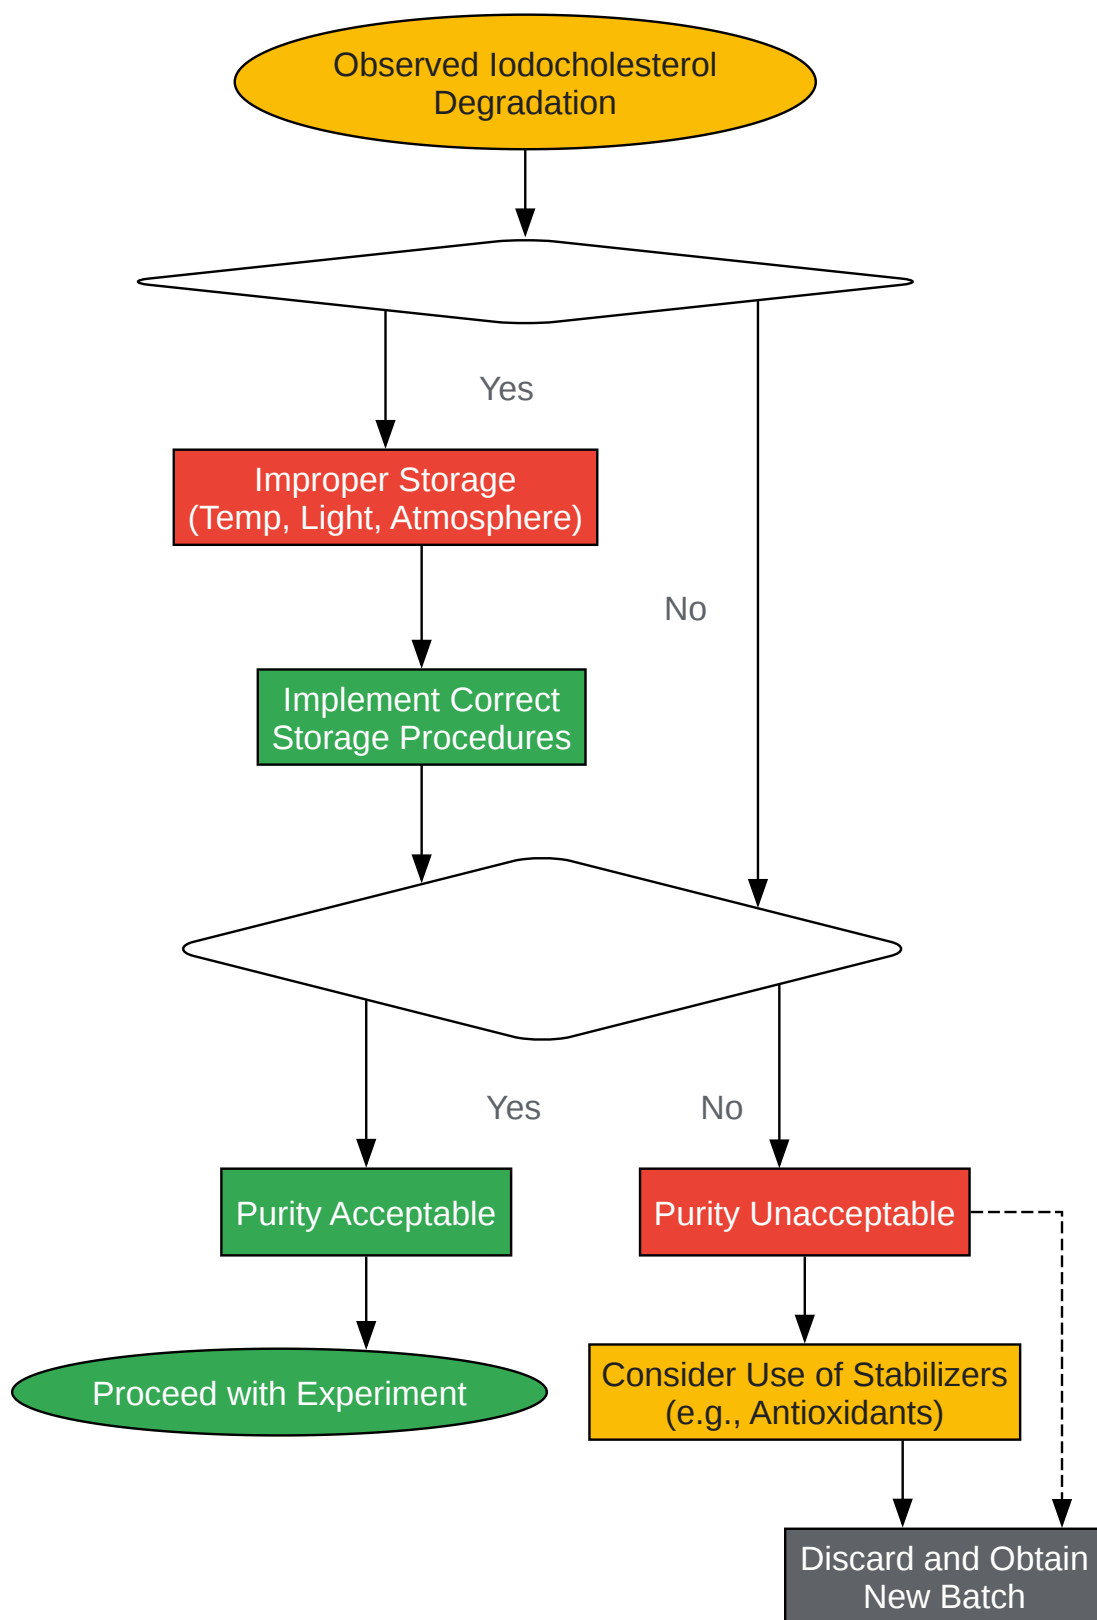 Observed Iodocholesterol
Degradation
Yes
Improper Storage
(Temp, Light, Atmosphere)
No
Implement Correct
Storage Procedures
Yes
No
Purity Acceptable
Purity Unacceptable
Proceed with Experiment
Consider Use of Stabilizers
(e.g., Antioxidants)
Discard and Obtain
New Batch